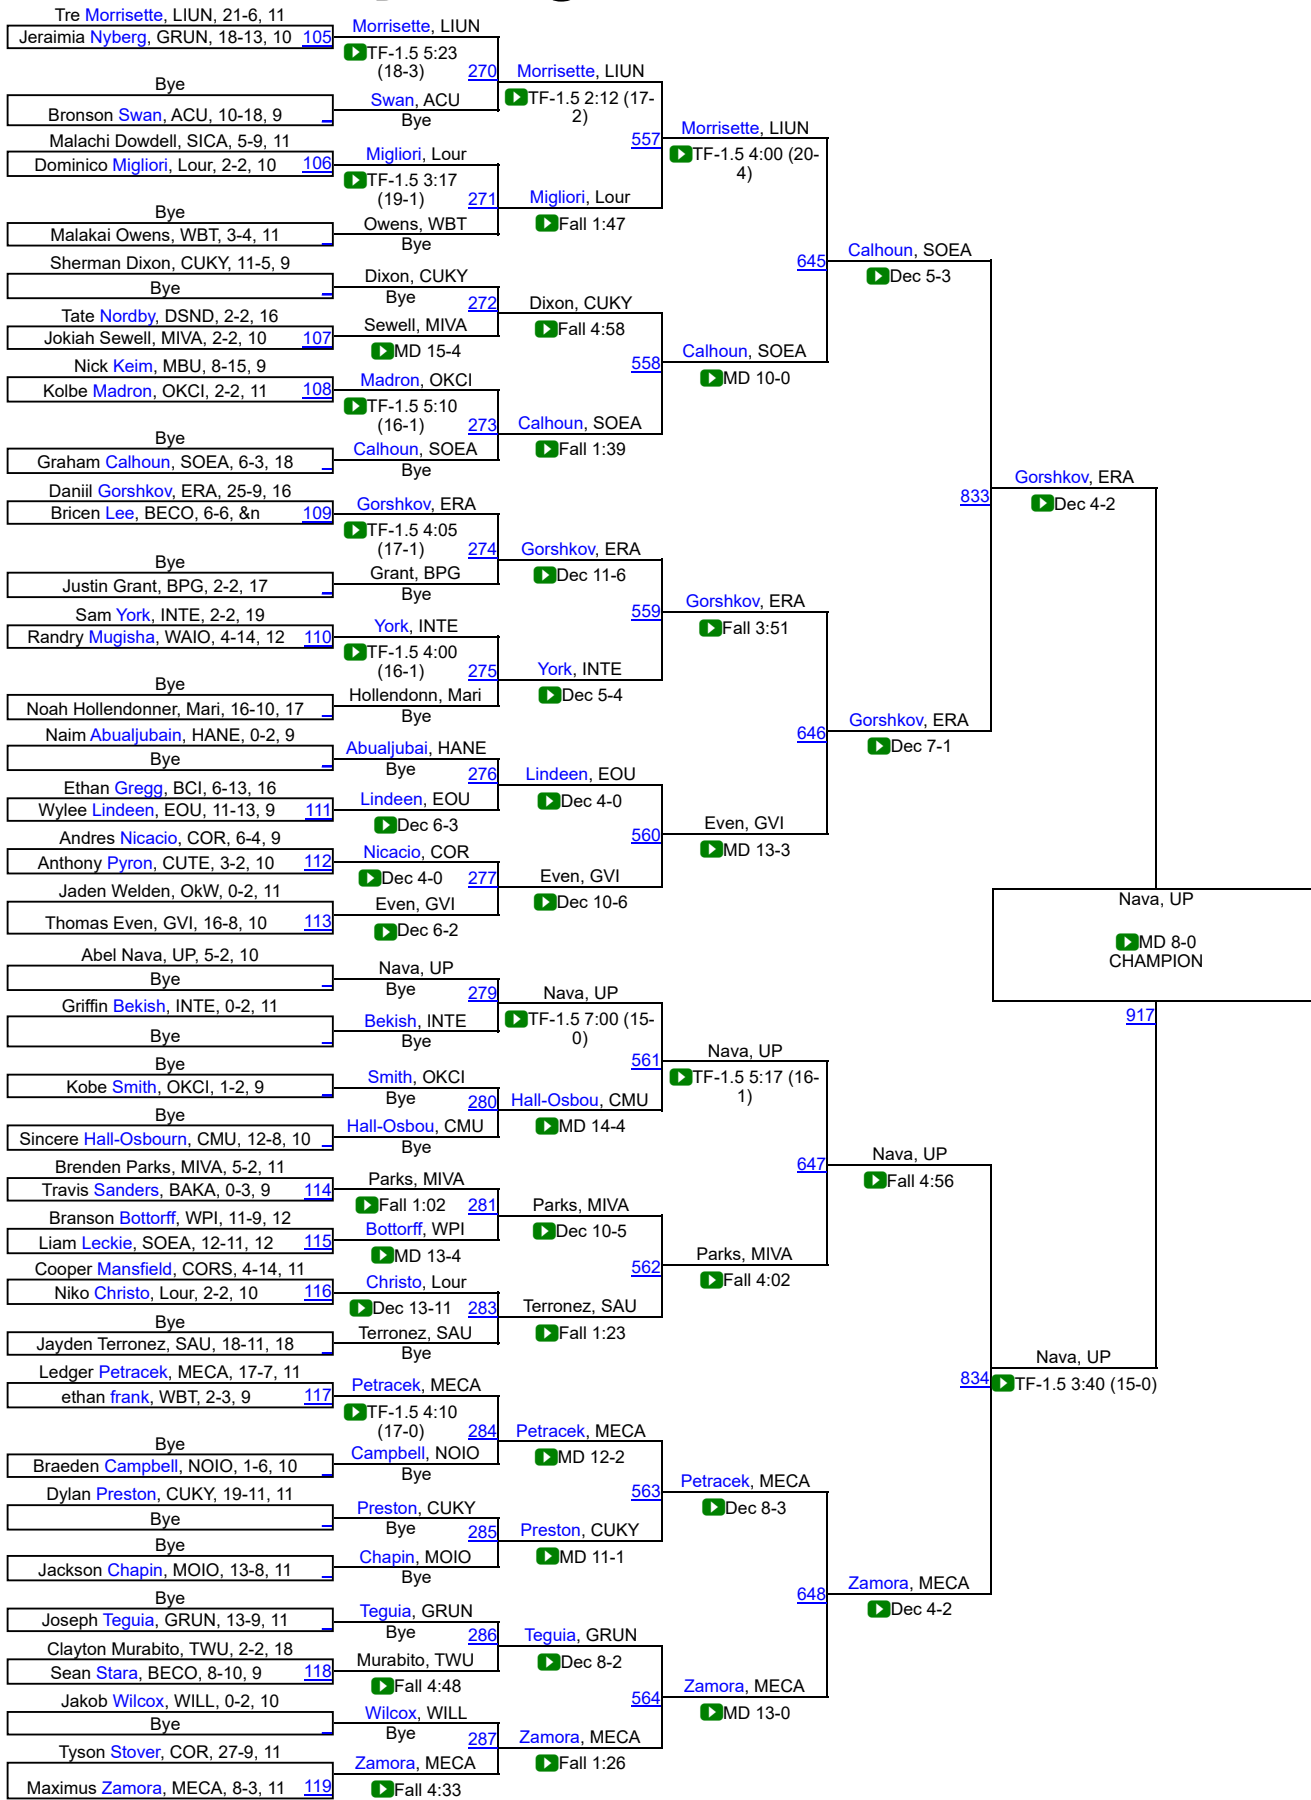 Tre Morrisette, LIUN, 21-6, 11
Jeraimia Nyberg, GRUN, 18-13, 10 105
Bye
Bronson Swan, ACU, 10-18, 9
Malachi Dowdell, SICA, 5-9, 11
Dominico Migliori, Lour, 2-2, 10 106
Bye
Malakai Owens, WBT, 3-4, 11
Sherman Dixon, CUKY, 11-5, 9
Bye
Tate Nordby, DSND, 2-2, 16
Jokiah Sewell, MIVA, 2-2, 10 107
Nick Keim, MBU, 8-15, 9
Kolbe Madron, OKCI, 2-2, 11 108
Bye
Graham Calhoun, SOEA, 6-3, 18
Daniil Gorshkov, ERA, 25-9, 16
Bricen Lee, BECO, 6-6, &n 109
Bye
Justin Grant, BPG, 2-2, 17
Sam York, INTE, 2-2, 19
Randry Mugisha, WAIO, 4-14, 12 110
Bye
Noah Hollendonner, Mari, 16-10, 17
Naim Abualjubain, HANE, 0-2, 9
Bye
Ethan Gregg, BCI, 6-13, 16
Wylee Lindeen, EOU, 11-13, 9 111
Andres Nicacio, COR, 6-4, 9
Anthony Pyron, CUTE, 3-2, 10 112
Jaden Welden, OkW, 0-2, 11
Thomas Even, GVI, 16-8, 10 113
Abel Nava, UP, 5-2, 10
Bye
Griffin Bekish, INTE, 0-2, 11
Bye
Bye
Kobe Smith, OKCI, 1-2, 9
Bye
Sincere Hall-Osbourn, CMU, 12-8, 10
Brenden Parks, MIVA, 5-2, 11
Travis Sanders, BAKA, 0-3, 9 114
Branson Bottorff, WPI, 11-9, 12
Liam Leckie, SOEA, 12-11, 12 115
Cooper Mansfield, CORS, 4-14, 11
Niko Christo, Lour, 2-2, 10 116
Bye
Jayden Terronez, SAU, 18-11, 18
Ledger Petracek, MECA, 17-7, 11
ethan frank, WBT, 2-3, 9 117
Bye
Braeden Campbell, NOIO, 1-6, 10
Dylan Preston, CUKY, 19-11, 11
Bye
Bye
Jackson Chapin, MOIO, 13-8, 11
Bye
Joseph Teguia, GRUN, 13-9, 11
Clayton Murabito, TWU, 2-2, 18
Sean Stara, BECO, 8-10, 9 118
Jakob Wilcox, WILL, 0-2, 10
Bye
Tyson Stover, COR, 27-9, 11
Maximus Zamora, MECA, 8-3, 11 119
Morrisette, LIUN
TF-1.5 5:23
(18-3)
270
Swan, ACU
Bye
Migliori, Lour
TF-1.5 3:17
(19-1)
271
Owens, WBT
Bye
Dixon, CUKY
Bye
272
Sewell, MIVA
MD 15-4
Madron, OKCI
TF-1.5 5:10
(16-1)
273
Calhoun, SOEA
Bye
Gorshkov, ERA
TF-1.5 4:05
(17-1)
274
Grant, BPG
Bye
York, INTE
TF-1.5 4:00
(16-1)
275
Hollendonn, Mari
Bye
Abualjubai, HANE
Bye
276
Lindeen, EOU
Dec 6-3
Nicacio, COR
Dec 4-0
277
Even, GVI
Dec 6-2
Nava, UP
Bye
279
Bekish, INTE
Bye
Smith, OKCI
Bye
280
Hall-Osbou, CMU
Bye
Parks, MIVA
Fall 1:02
281
Bottorff, WPI
MD 13-4
Christo, Lour
Dec 13-11
283
Terronez, SAU
Bye
Petracek, MECA
TF-1.5 4:10
(17-0)
284
Campbell, NOIO
Bye
Preston, CUKY
Bye
285
Chapin, MOIO
Bye
Teguia, GRUN
Bye
286
Murabito, TWU
Fall 4:48
Wilcox, WILL
Bye
287
Zamora, MECA
Fall 4:33
Morrisette, LIUN
TF-1.5 2:12 (17-
2)
557
Migliori, Lour
Fall 1:47
Dixon, CUKY
Fall 4:58
558
Calhoun, SOEA
Fall 1:39
Gorshkov, ERA
Dec 11-6
559
York, INTE
Dec 5-4
Lindeen, EOU
Dec 4-0
560
Even, GVI
Dec 10-6
Nava, UP
TF-1.5 7:00 (15-
0)
561
Hall-Osbou, CMU
MD 14-4
Parks, MIVA
Dec 10-5
562
Terronez, SAU
Fall 1:23
Petracek, MECA
MD 12-2
563
Preston, CUKY
MD 11-1
Teguia, GRUN
Dec 8-2
564
Zamora, MECA
Fall 1:26
Morrisette, LIUN
TF-1.5 4:00 (20-
4)
645
Calhoun, SOEA
MD 10-0
Gorshkov, ERA
Fall 3:51
646
Even, GVI
MD 13-3
Nava, UP
TF-1.5 5:17 (16-
1)
647
Parks, MIVA
Fall 4:02
Petracek, MECA
Dec 8-3
648
Zamora, MECA
MD 13-0
Calhoun, SOEA
Dec 5-3
833
Gorshkov, ERA
Dec 7-1
Nava, UP
Fall 4:56
834
Zamora, MECA
Dec 4-2
Gorshkov, ERA
Dec 4-2
917
Nava, UP
TF-1.5 3:40 (15-0)
Nava, UP
MD 8-0
CHAMPION